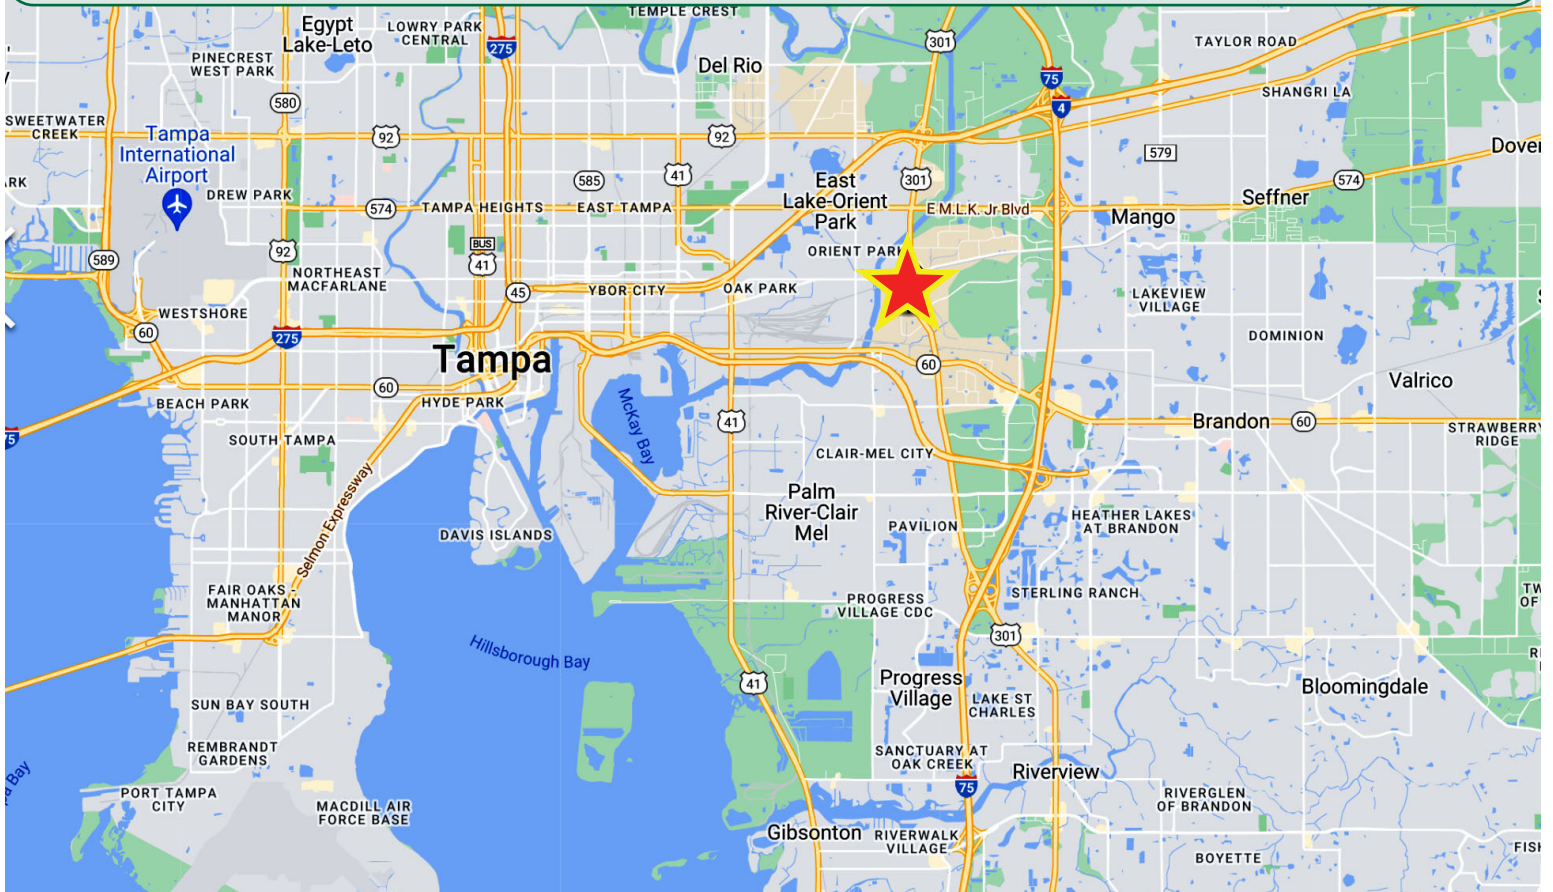 TEMPLE CREST
Egypt
Lake-Leto
LOWRY PARK
CENTRAL
275
301
TAYLOR ROAD
PINECREST
WEST PARK
Del Rio
75
4
SHANGRI LA
580
SWEETWATER
CREEK
Tampa
International
Airport
92
92
579
Dover
ARK
DREW PARK
585
41
East
Lake-Orient
Park
301
574
Seffner
574
TAMPA HEIGHTS
EAST TAMPA
E M.L.K. Jr Blvd
Mango
92
BUS
41
ORIENT PARK
589
NORTHEAST
MACFARLANE
45
YBOR CITY
OAK PARK
LAKEVIEW
VILLAGE
WESTSHORE
60
275
DOMINION
Tampa
60
Valrico
60
BEACH PARK
HYDE PARK
McKay Bay
41
Brandon
60
75
SOUTH TAMPA
STRAWBERRY
RIDGE
CLAIR-MEL CITY
Selmon Expressway
Palm
River-Clair
Mel
DAVIS ISLANDS
PAVILION
HEATHER LAKES
AT BRANDON
FAIR OAKS -
MANHATTAN
MANOR
PROGRESS
VILLAGE CDC
STERLING RANCH
TW
OF
301
Hillsborough Bay
41
Progress
Village
LAKE ST
CHARLES
Bloomingdale
SUN BAY SOUTH
REMBRANDT
GARDENS
SANCTUARY AT
OAK CREEK
Riverview
75
PORT TAMPA
CITY
MACDILL AIR
FORCE BASE
RIVERGLEN
OF BRANDON
Gibsonton
RIVERWALK
VILLAGE
BOYETTE
FISH